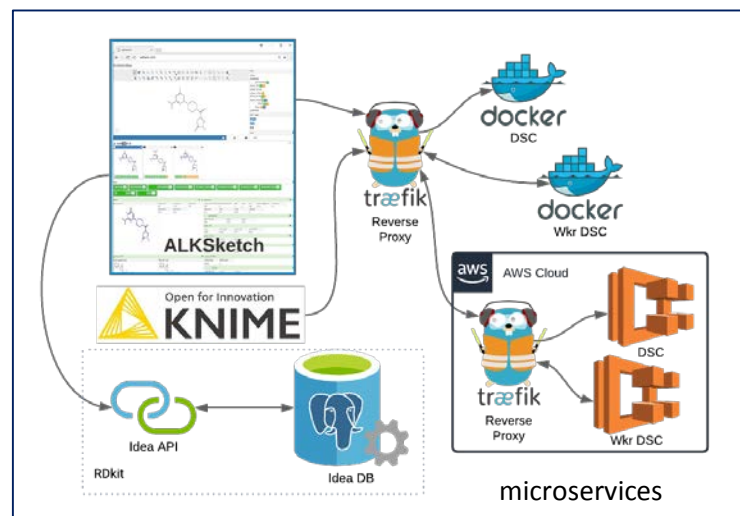 ALKSketch
træfik
Reverse
Proxy
docker
DSC
docker
Wkr DSC
Open for Innovation
KNIME
aws
AWS Cloud
træfik
Reverse
Proxy
DSC
Wkr DSC
Idea API
Idea DB
RDkit
microservices